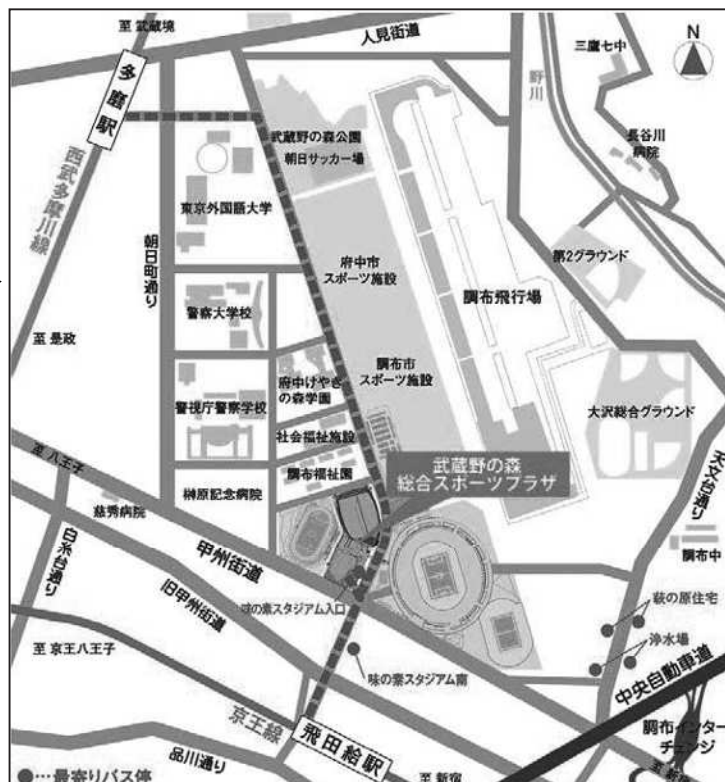 至 武蔵境
人見街道
多磨駅
三鷹七中
N
野川
長谷川
病院
武蔵野の森公園
朝日サッカー場
西武多摩川線
東京外国語大学
朝日町通り
府中市
スポーツ施設
第2グラウンド
調布飛行場
警察大学校
至 是政
調布市
スポーツ施設
府中けやき
の森学園
警視庁警察学校
大沢総合グラウンド
社会福祉施設
至 八王子
調布福祉園
武蔵野の森
総合スポーツプラザ
天文台通り
榊原記念病院
慈秀病院
白糸台通り
甲州街道
調布中
旧甲州街道
味の素スタジアム入口
萩の原住宅
浄水場
至 京王八王子
味の素スタジアム南
中央自動車道
京王線
飛田給駅
調布インター
チェンジ
品川通り
●…最寄りバス停
至 新宿